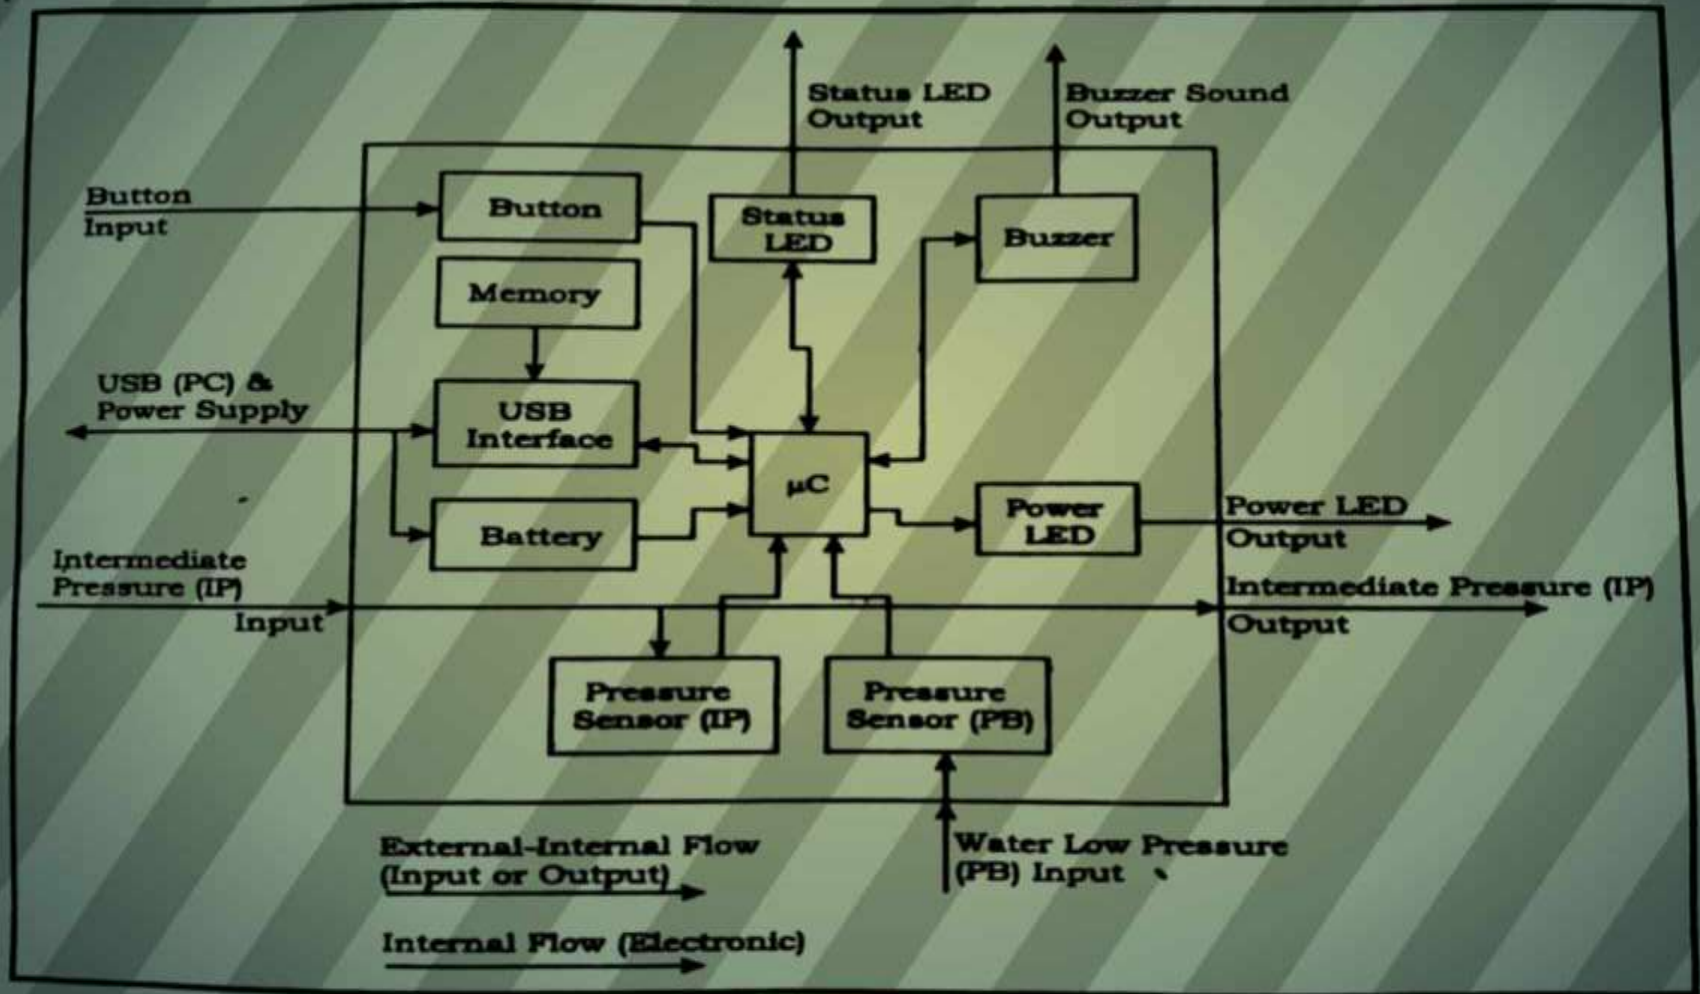 Status LED
Output
Buzzer Sound
Output
Button
Input
Button
Status
LED
Buzzer
Memory
USB (PC) &
Power Supply
USB
Interface
μC
Battery
Power
LED
Power LED
Output
Intermediate
Pressure (IP)
Input
Intermediate Pressure (IP)
Output
Pressure
Sensor (IP)
Pressure
Sensor (PB)
External-Internal Flow
(Input or Output)
Water Low Pressure
(PB) Input
Internal Flow (Electronic)